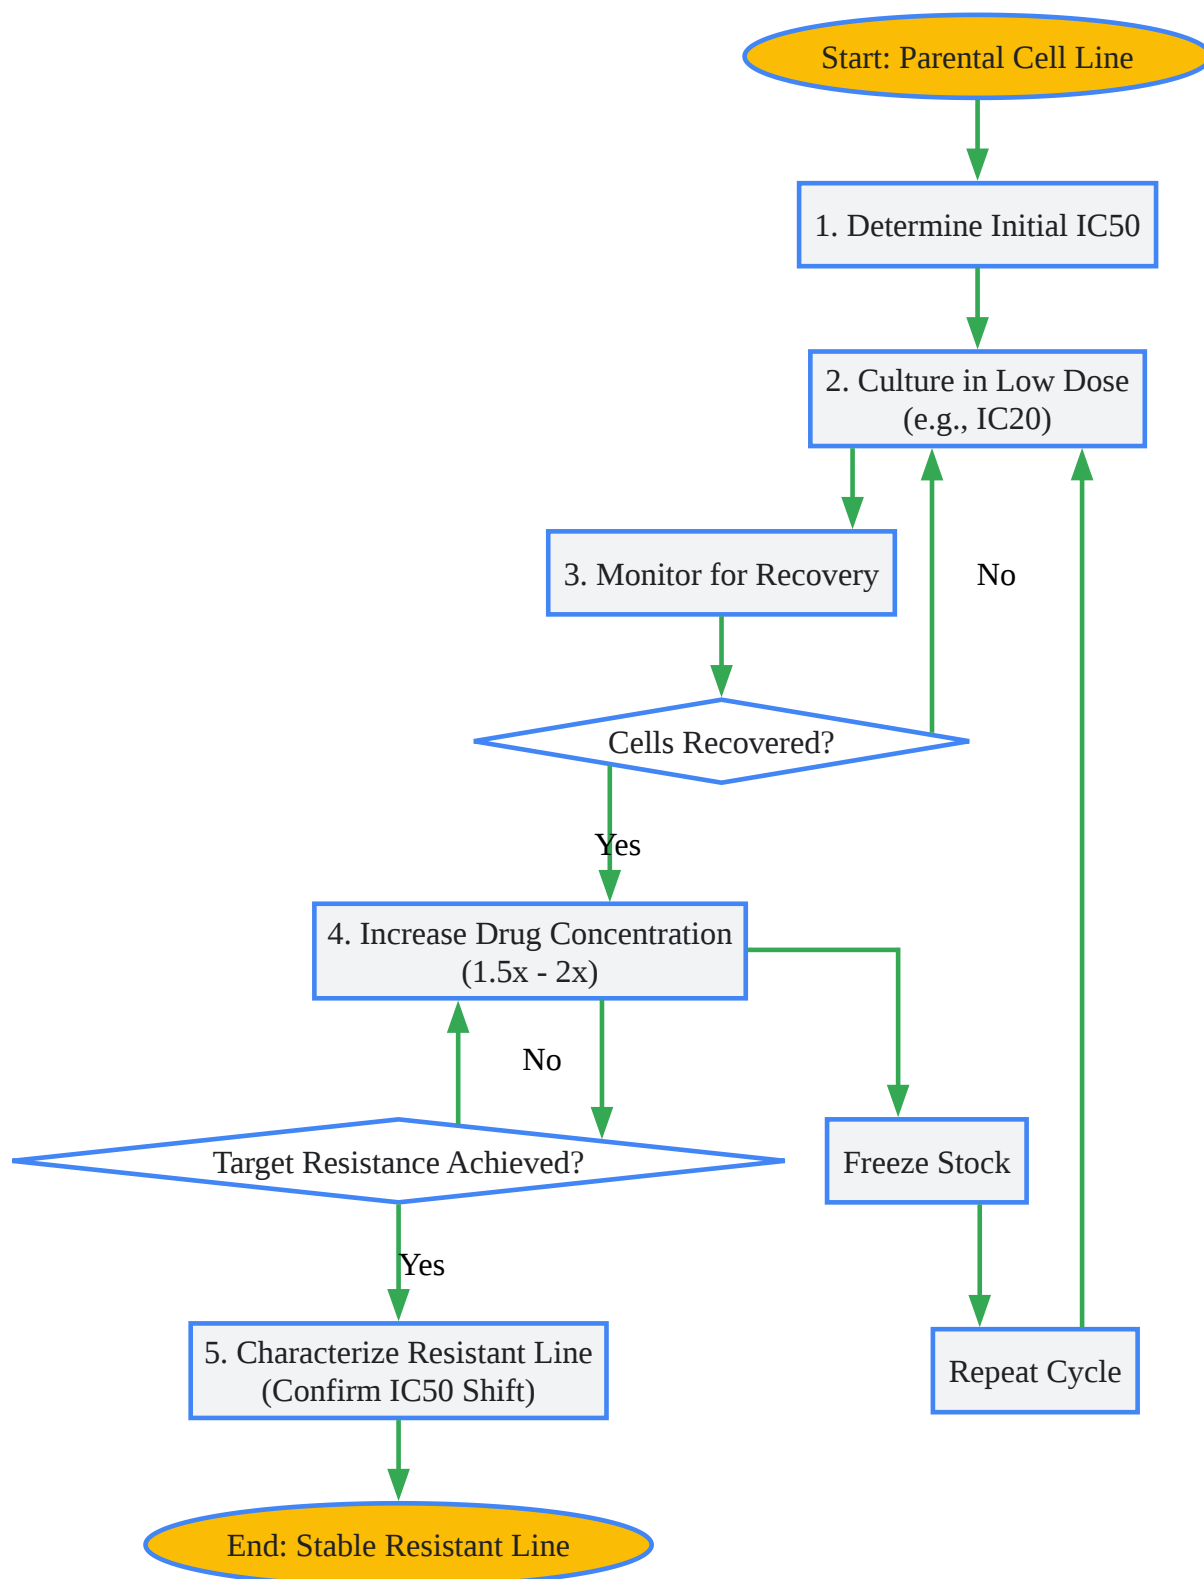 Start: Parental Cell Line
1. Determine Initial IC50
2. Culture in Low Dose
(e.g., IC20)
3. Monitor for Recovery
No
Cells Recovered?
Yes
4. Increase Drug Concentration
(1.5x - 2x)
No
Target Resistance Achieved?
Freeze Stock
Yes
5. Characterize Resistant Line
(Confirm IC50 Shift)
Repeat Cycle
End: Stable Resistant Line